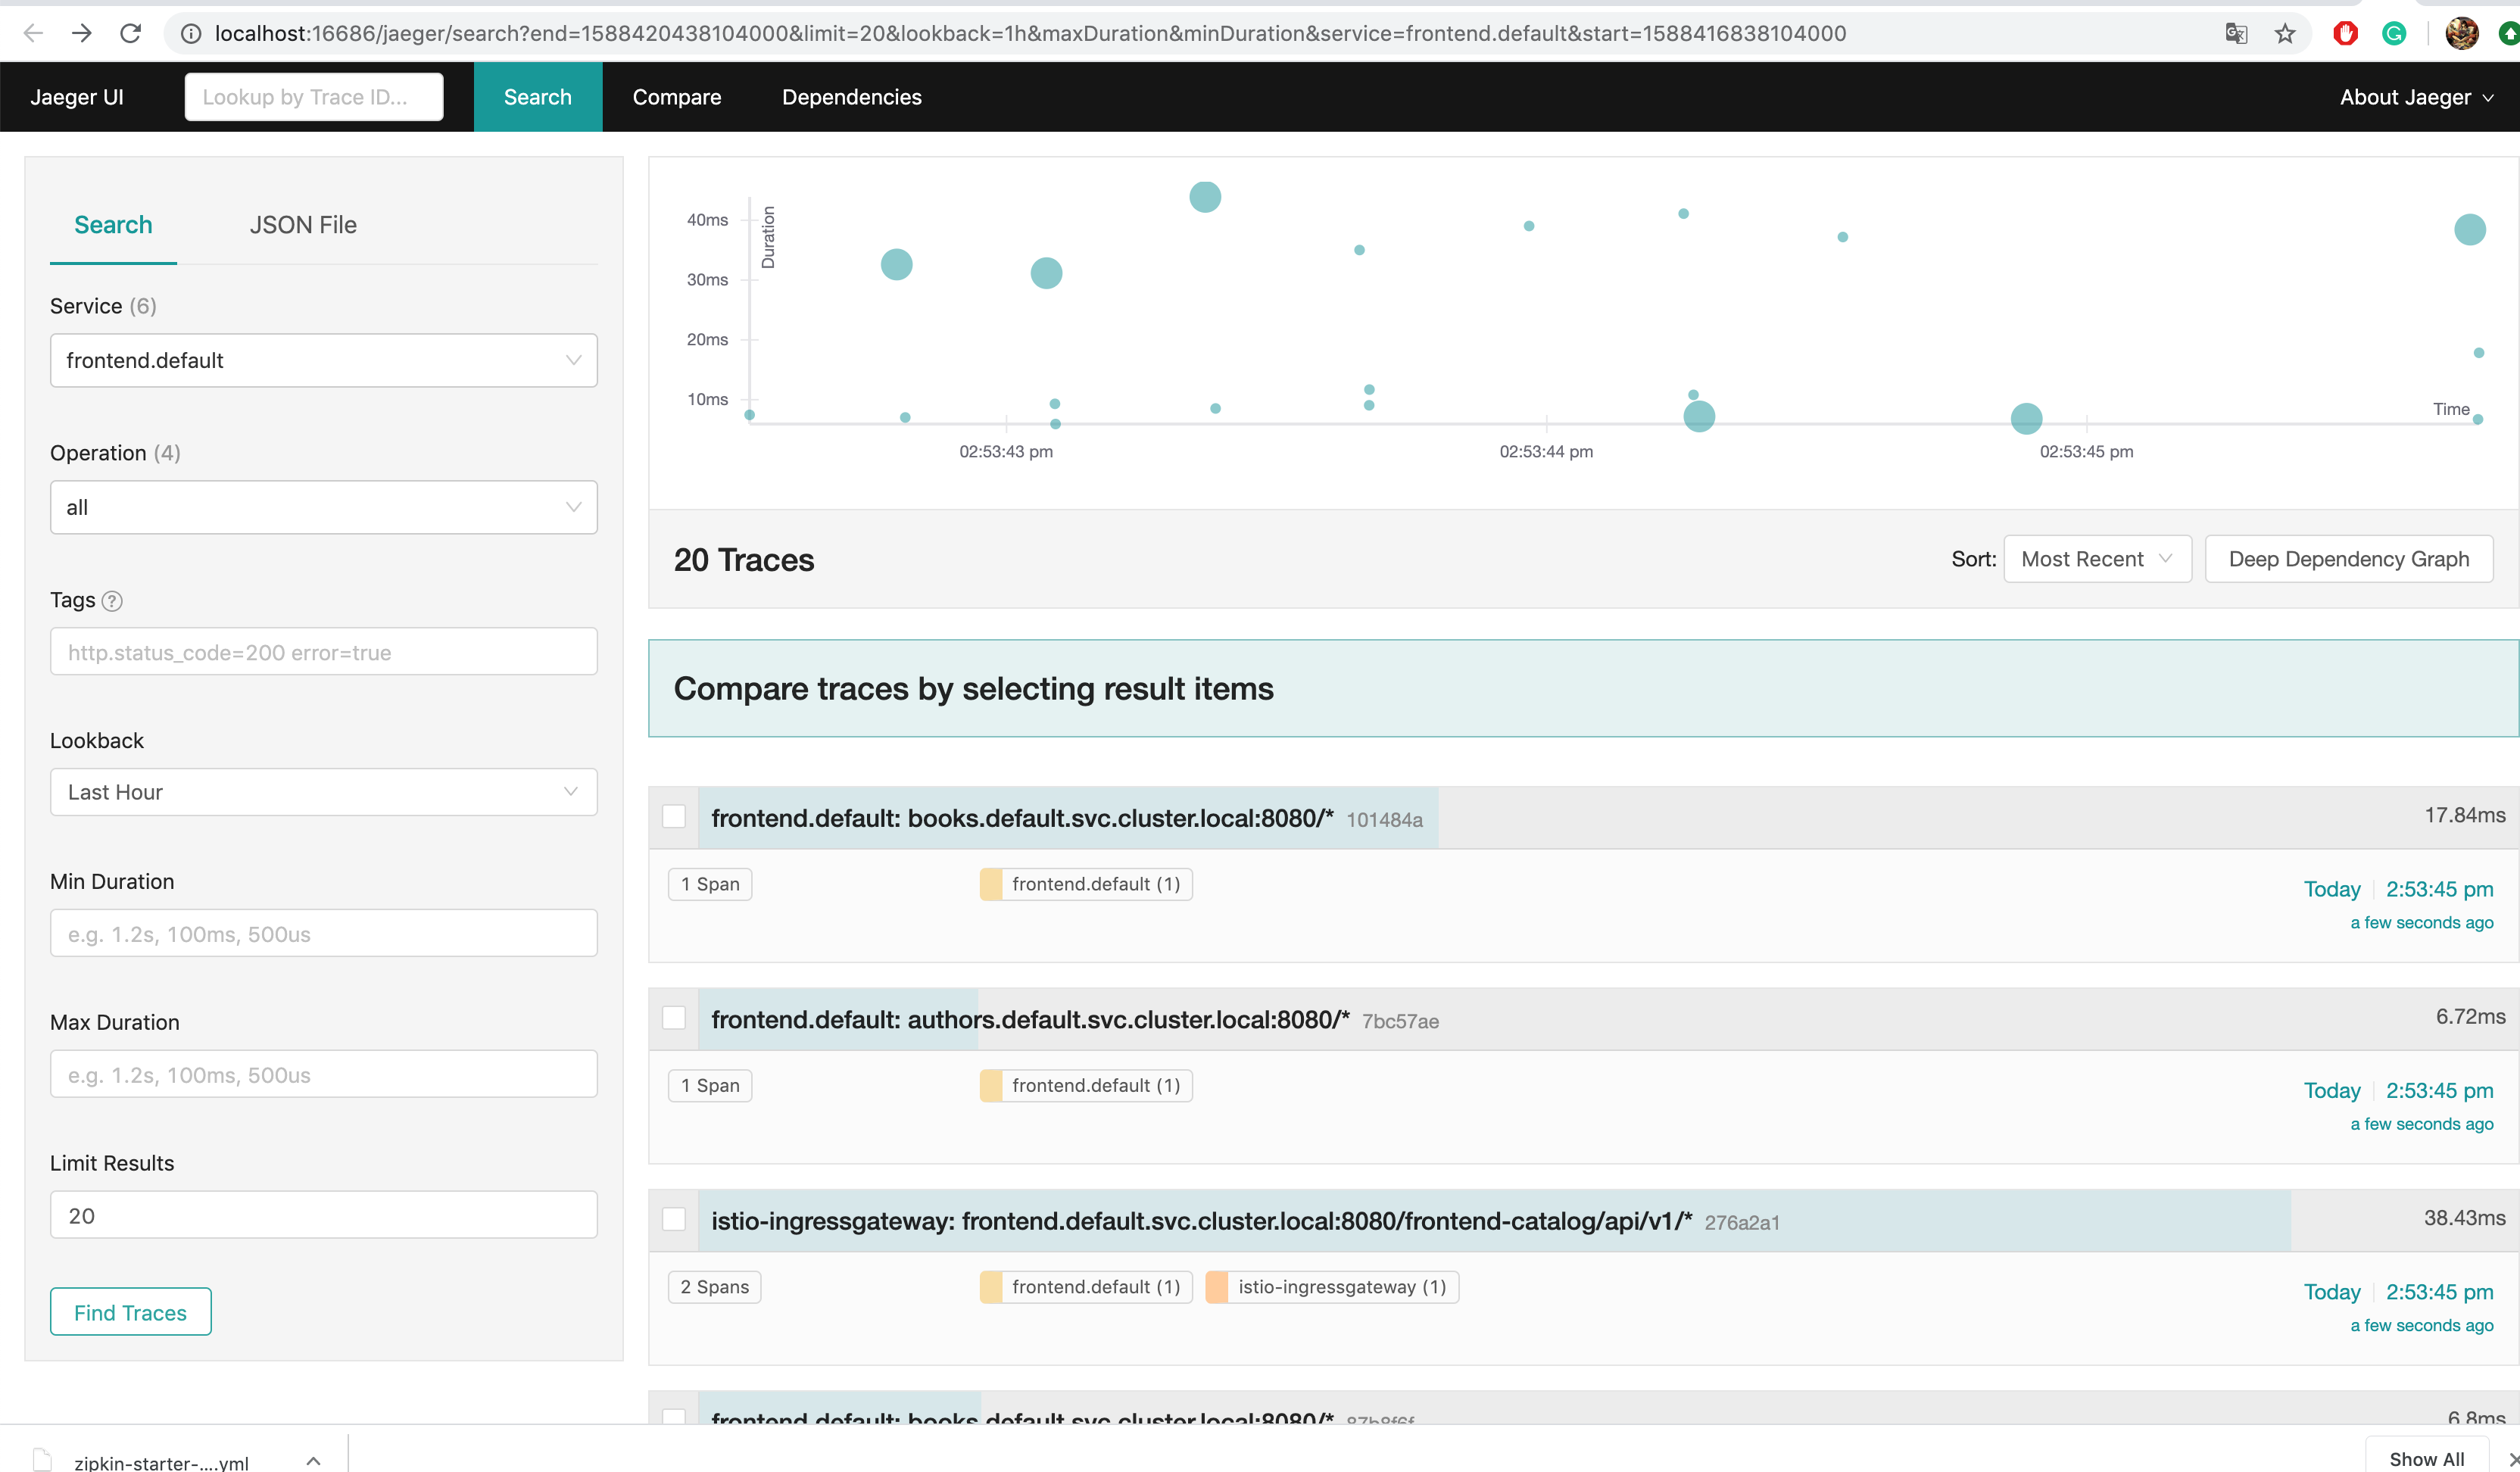 localhost:16686/jaeger/search?end=1588420438104000&limit=20&lookback=1h&maxDuration&minDuration&service=frontend.default&start=1588416838104000
Jaeger UI
Lookup by Trace ID...
Search
Compare
Dependencies
About Jaeger
Search
JSON File
Service (6)
frontend.default
Operation (4)
all
Tags ?
http.status_code=200 error=true
Lookback
Last Hour
Min Duration
e.g. 1.2s, 100ms, 500us
Max Duration
e.g. 1.2s, 100ms, 500us
Limit Results
20
Find Traces
Duration
40ms
30ms
20ms
10ms
Time
02:53:43 pm
02:53:44 pm
02:53:45 pm
20 Traces
Sort: Most Recent
Deep Dependency Graph
Compare traces by selecting result items
frontend.default: books.default.svc.cluster.local:8080/* 101484a
17.84ms
1 Span
frontend.default (1)
Today 2:53:45 pm
a few seconds ago
frontend.default: authors.default.svc.cluster.local:8080/* 7bc57ae
6.72ms
1 Span
frontend.default (1)
Today 2:53:45 pm
a few seconds ago
istio-ingressgateway: frontend.default.svc.cluster.local:8080/frontend-catalog/api/v1/* 276a2a1
38.43ms
2 Spans
frontend.default (1)
istio-ingressgateway (1)
Today 2:53:45 pm
a few seconds ago
frontend.default: books.default.svc.cluster.local:8080/*
6.8ms
zipkin-starter-....yml
Show All